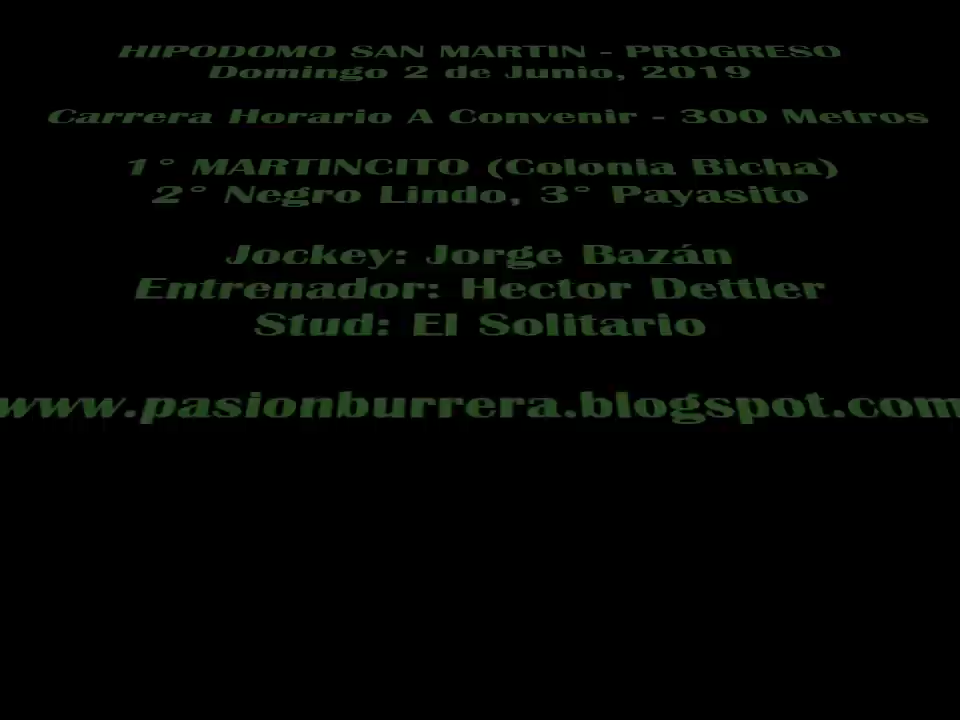 HIPODOMO SAN MARTIN - PROGRESO
Domingo 2 de Junio, 2019
Carrera Horario A Convenir - 300 Metros
1° MARTINCITO (Colonia Bicha)
2° Negro Lindo, 3° Payasito
Jockey: Jorge Bazán
Entrenador: Hector Dettler
Stud: El Solitario
www.pasionburrera.blogspot.com